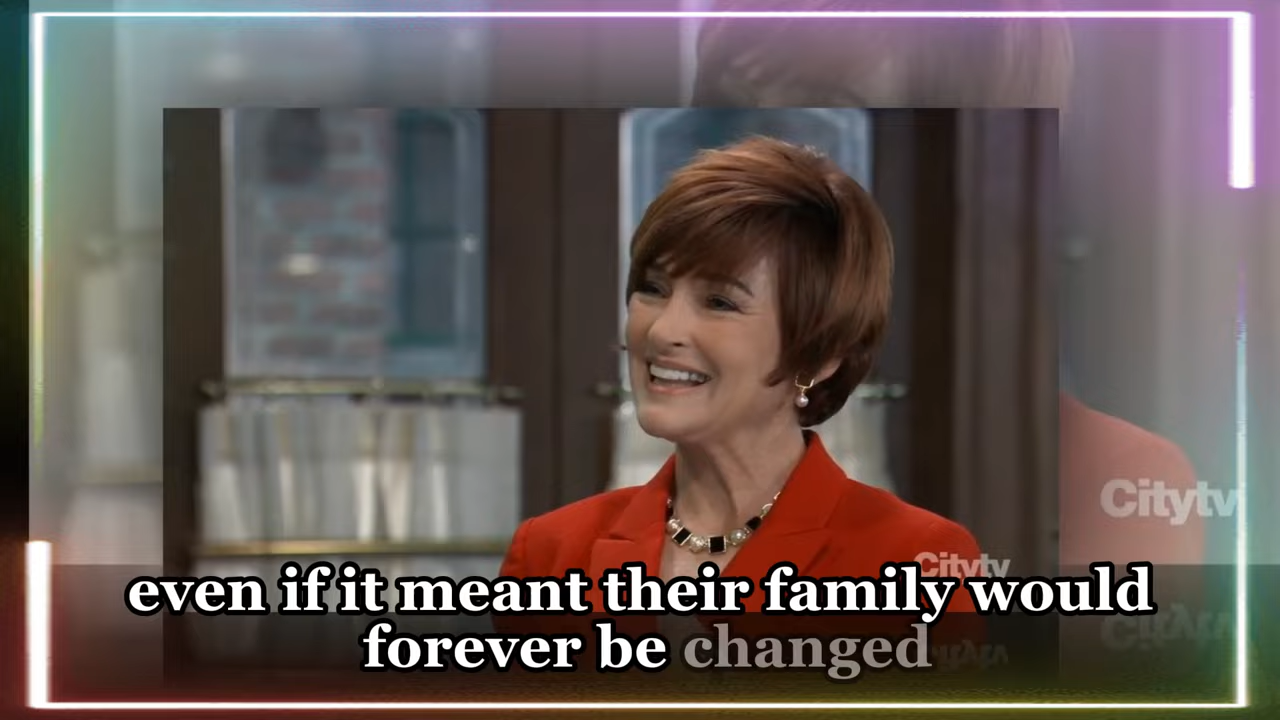 Citytv
Citytv
even if it meant their family would
forever be changed